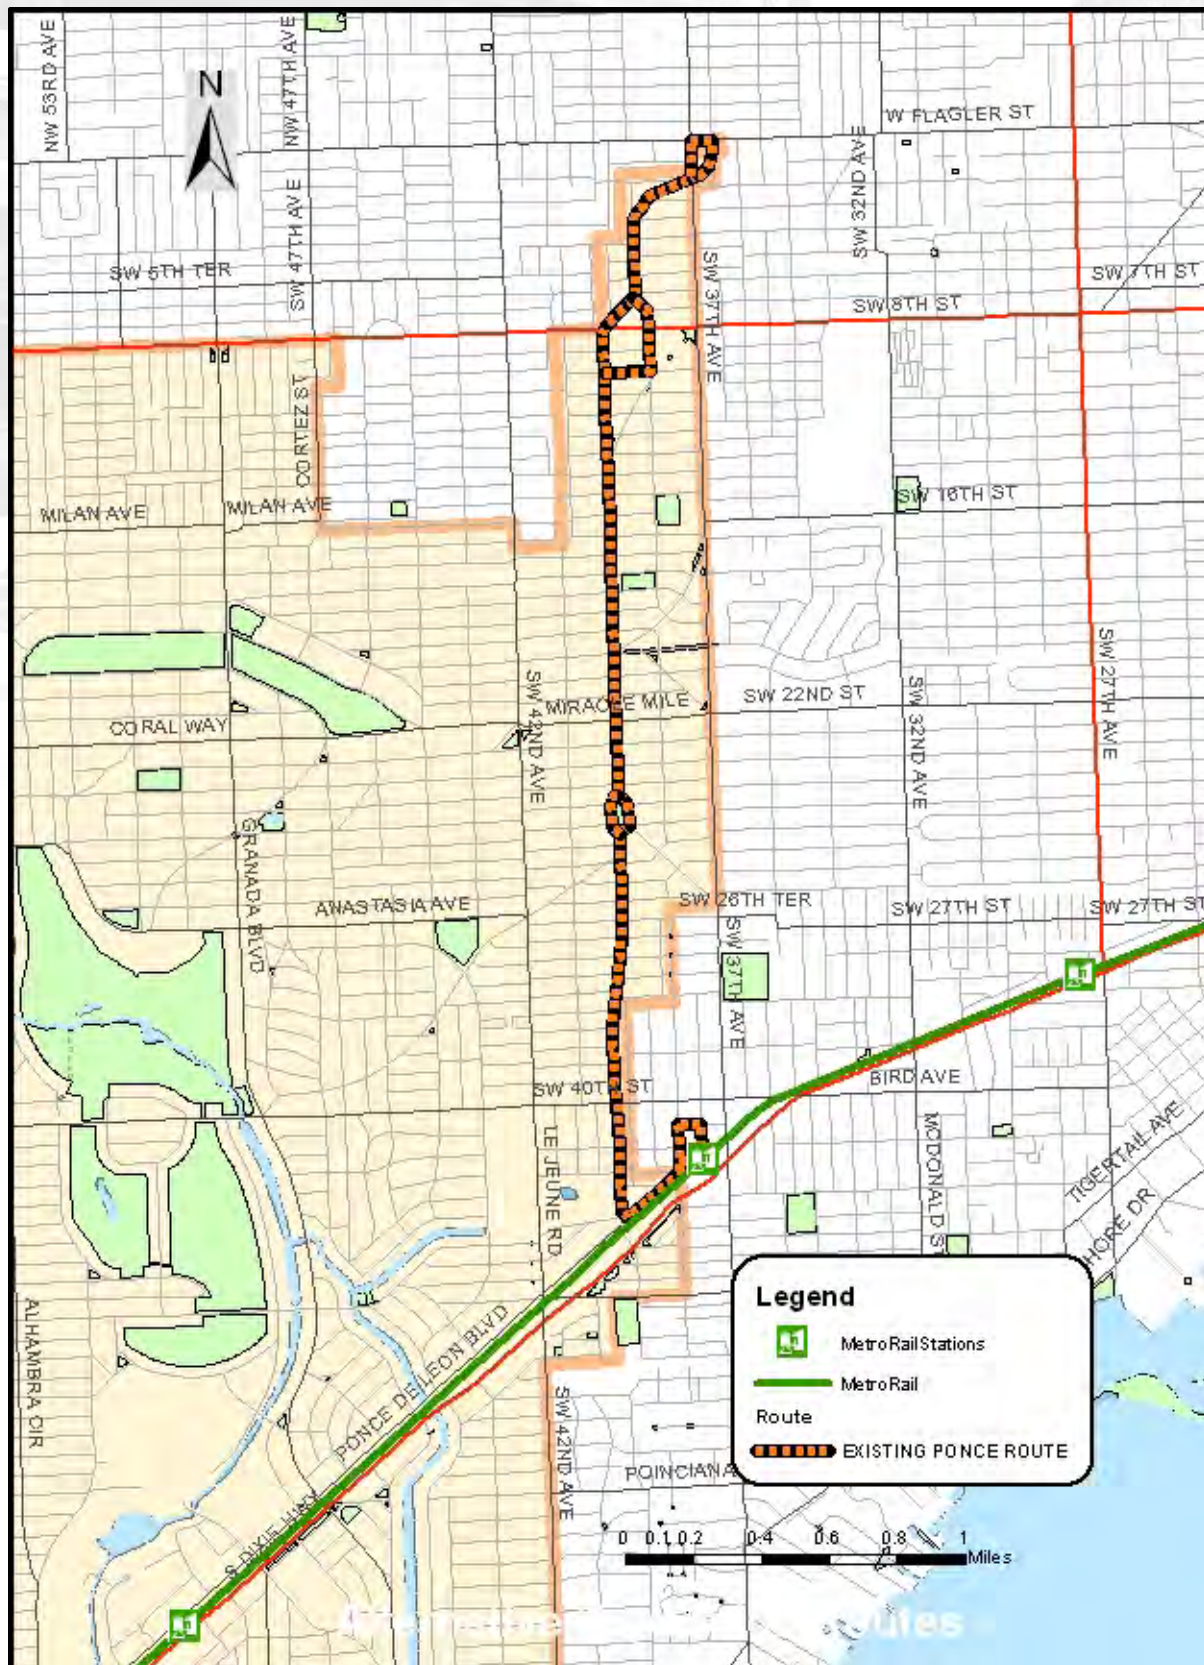 NW 53RD AVE
NW 47TH AVE
N
W FLAGLER ST
SW 32ND AVE
SW 47TH AVE
SW 5TH TER
SW 37TH AVE
SW 7TH ST
SW 8TH ST
CORTEZ ST
MILAN AVE
MILAN AVE
SW 16TH ST
SW 27TH AVE
SW 42ND AVE
MIRACLE MILE
SW 22ND ST
SW 32ND AVE
CORAL WAY
GRANADA BLVD
ANASTASIA AVE
SW 26TH TER
SW 27TH ST
SW 27TH ST
SW 37TH AVE
SW 40TH ST
BIRD AVE
LE JEUNE RD
MCDONALD ST
TIGERTAIL AVE
HORE DR
ALHAMBRA CIR
PONCE DE LEON BLVD
S DIXIE HWY
SW 42ND AVE
POINCIANA
Legend
MetroRail Stations
MetroRail
Route
EXISTING PONCE ROUTE
0 0.1 0.2 0.4 0.6 0.8 1
Miles